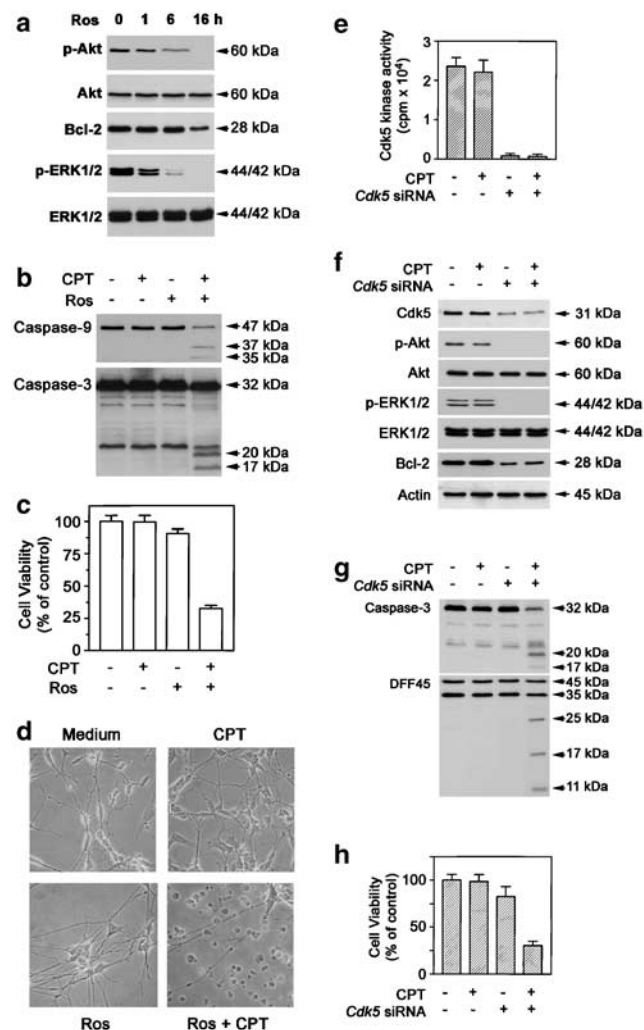 a
Ros 0 1 6 16 h
p-Akt 60 kDa
Akt 60 kDa
Bcl-2 28 kDa
p-ERK1/2 44/42 kDa
ERK1/2 44/42 kDa
b
CPT - + - +
Ros - - + +
Caspase-9 47 kDa
37 kDa
35 kDa
Caspase-3 32 kDa
20 kDa
17 kDa
c
Cell Viability
(% of control)
100
75
50
25
0
CPT - + - +
Ros - - + +
d
Medium CPT
Ros Ros + CPT
e
Cdk5 kinase activity
(cpm x 10⁴)
3
2
1
0
CPT - + - +
Cdk5 siRNA - - + +
f
CPT - + - +
Cdk5 siRNA - - + +
Cdk5 31 kDa
p-Akt 60 kDa
Akt 60 kDa
p-ERK1/2 44/42 kDa
ERK1/2 44/42 kDa
Bcl-2 28 kDa
Actin 45 kDa
g
CPT - + - +
Cdk5 siRNA - - + +
Caspase-3 32 kDa
20 kDa
17 kDa
DFF45 45 kDa
35 kDa
25 kDa
17 kDa
11 kDa
h
Cell Viability
(% of control)
100
50
0
CPT - + - +
Cdk5 siRNA - - + +